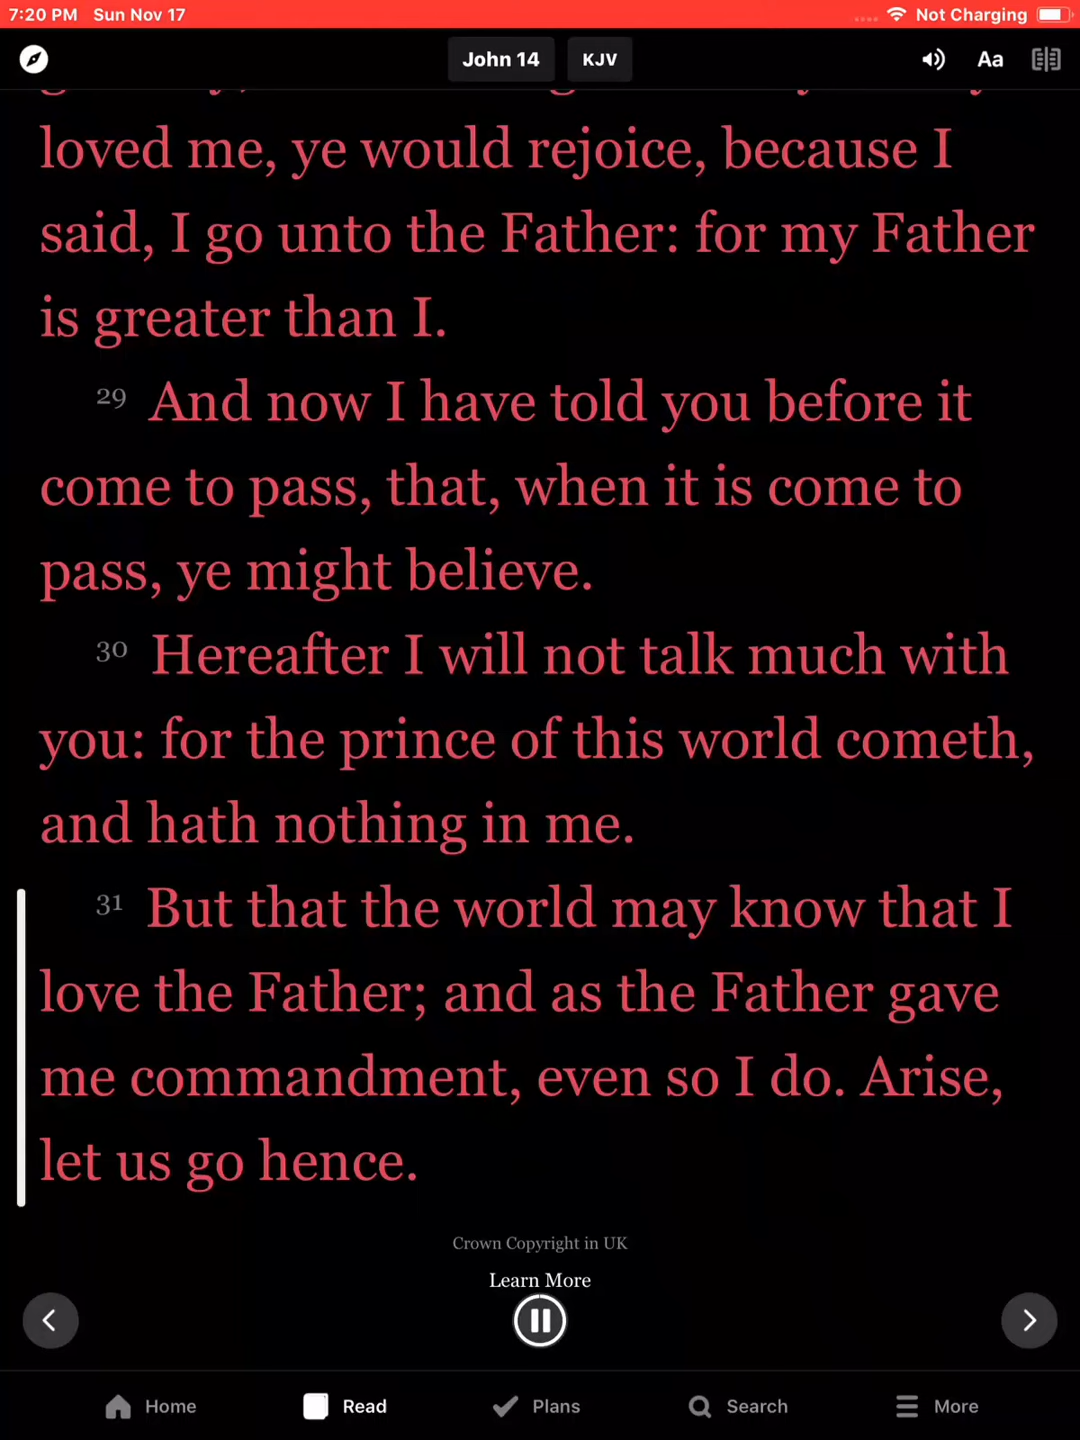 7:20 PM Sun Nov 17 Not Charging
John 14 KJV Aa
loved me, ye would rejoice, because I
said, I go unto the Father: for my Father
is greater than I.
29 And now I have told you before it
come to pass, that, when it is come to
pass, ye might believe.
30 Hereafter I will not talk much with
you: for the prince of this world cometh,
and hath nothing in me.
31 But that the world may know that I
love the Father; and as the Father gave
me commandment, even so I do. Arise,
let us go hence.
Crown Copyright in UK
Learn More
Home Read Plans Search More